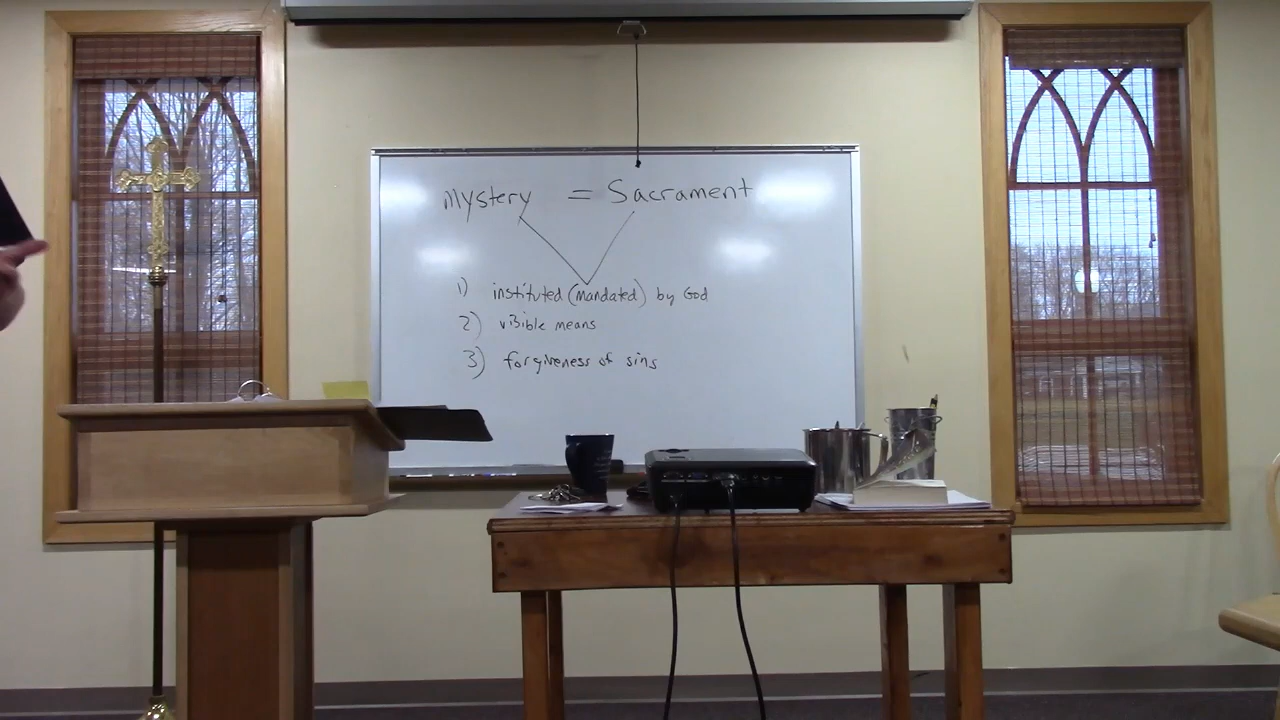 Mystery = Sacrament
1) instituted (mandated) by God
2) visible means
3) forgiveness of sins